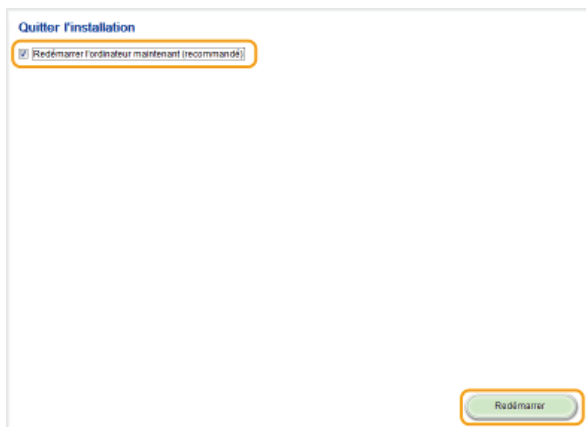 Quitter l'installation
Redémarrer l'ordinateur maintenant (recommandé)
Redémarrer